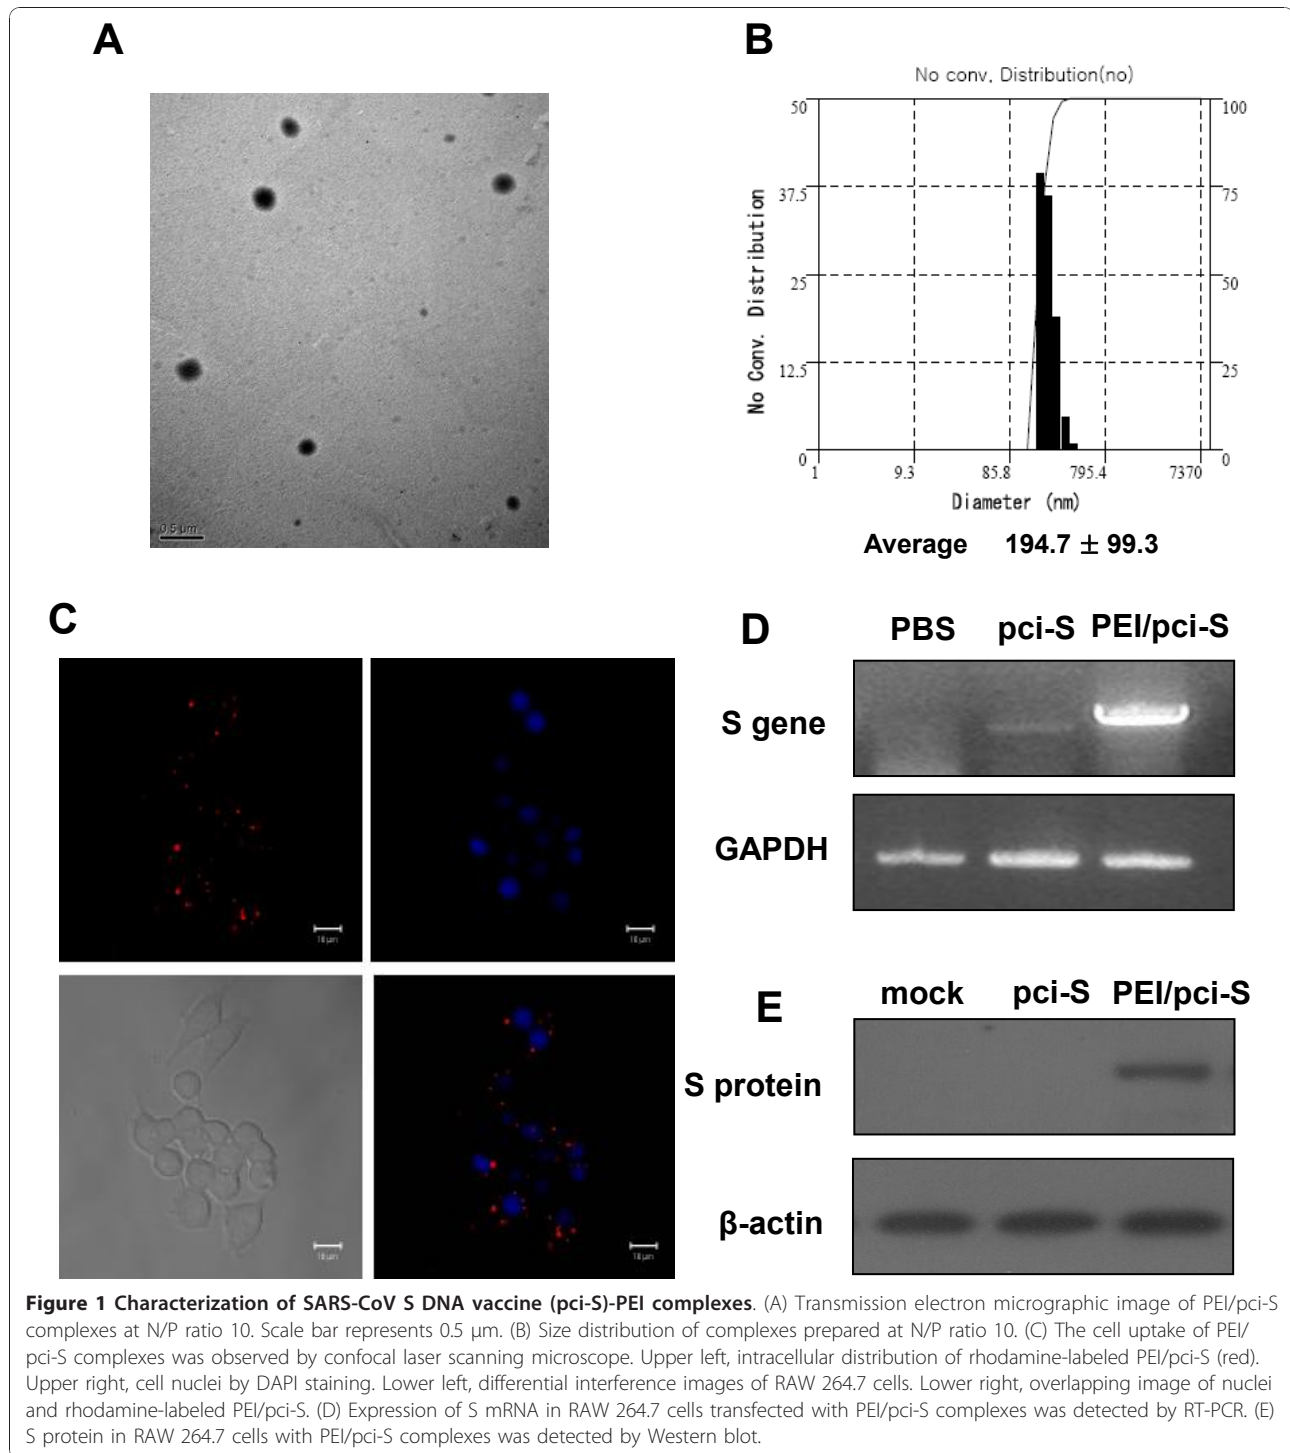 A
0.5 µm
B
No conv. Distribution(no)
50
37.5
25
12.5
0
100
75
50
25
0
No Conv. Distribution
1
9.3
85.8
795.4
7370
Diameter (nm)
Average 194.7 ± 99.3
C
10 µm
10 µm
10 µm
10 µm
D
PBS pci-S PEI/pci-S
S gene
GAPDH
E
mock pci-S PEI/pci-S
S protein
β-actin
Figure 1 Characterization of SARS-CoV S DNA vaccine (pci-S)-PEI complexes. (A) Transmission electron micrographic image of PEI/pci-S
complexes at N/P ratio 10. Scale bar represents 0.5 µm. (B) Size distribution of complexes prepared at N/P ratio 10. (C) The cell uptake of PEI/
pci-S complexes was observed by confocal laser scanning microscope. Upper left, intracellular distribution of rhodamine-labeled PEI/pci-S (red).
Upper right, cell nuclei by DAPI staining. Lower left, differential interference images of RAW 264.7 cells. Lower right, overlapping image of nuclei
and rhodamine-labeled PEI/pci-S. (D) Expression of S mRNA in RAW 264.7 cells transfected with PEI/pci-S complexes was detected by RT-PCR. (E)
S protein in RAW 264.7 cells with PEI/pci-S complexes was detected by Western blot.